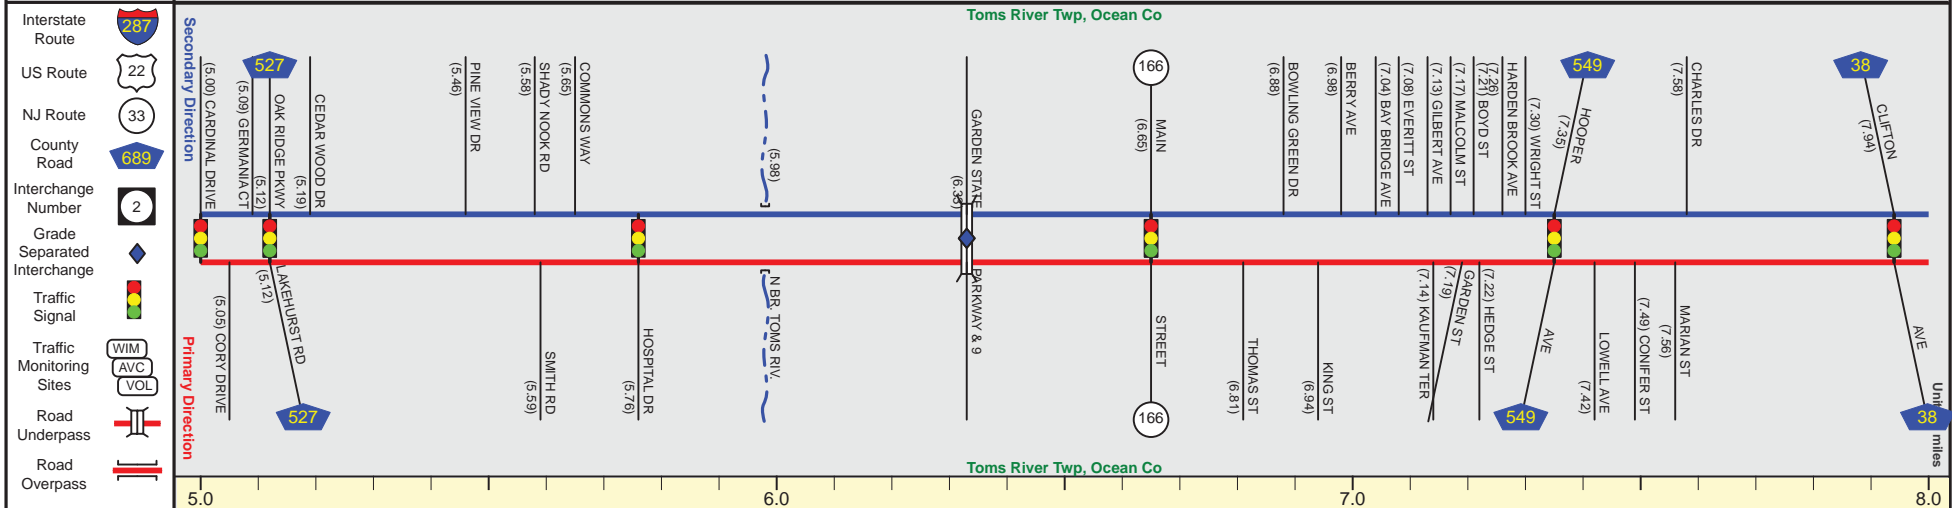 Interstate
Route
287
US Route
22
NJ Route
33
County
Road
689
Interchange
Number
2
Grade
Separated
Interchange
Traffic
Signal
Traffic
Monitoring
Sites
WIM
AVC
VOL
Road
Underpass
Road
Overpass
Secondary Direction
Primary Direction
Toms River Twp, Ocean Co
(5.00) CARDINAL DRIVE
(5.09) GERMANIA CT
527
OAK RIDGE PKWY
(5.12)
CEDAR WOOD DR
(5.19)
PINE VIEW DR
(5.46)
SHADY NOOK RD
(5.58)
COMMONS WAY
(5.65)
(5.98)
GARDEN STATE
166
MAIN
(6.65)
BOWLING GREEN DR
(6.88)
BERRY AVE
(6.98)
(7.04) BAY BRIDGE AVE
(7.08) EVERITT ST
(7.13) GILBERT AVE
(7.17) MALCOLM ST
(7.21) BOYD ST
(7.26)
HARDEN BROOK AVE
(7.30) WRIGHT ST
549
HOOPER
(7.35)
CHARLES DR
(7.58)
38
CLIFTON
(7.94)
(5.05) CORY DRIVE
LAKEHURST RD
(5.12)
527
SMITH RD
(5.59)
HOSPITAL DR
(5.76)
N BR. TOMS RIV.
PARKWAY & 9
STREET
166
THOMAS ST
(6.81)
KING ST
(6.94)
(7.14) KAUFMAN TER
GARDEN ST
(7.19)
(7.22) HEDGE ST
AVE
549
LOWELL AVE
(7.42)
(7.49) CONIFER ST
MARIAN ST
(7.56)
AVE
38
miles
Toms River Twp, Ocean Co
5.0
6.0
7.0
8.0